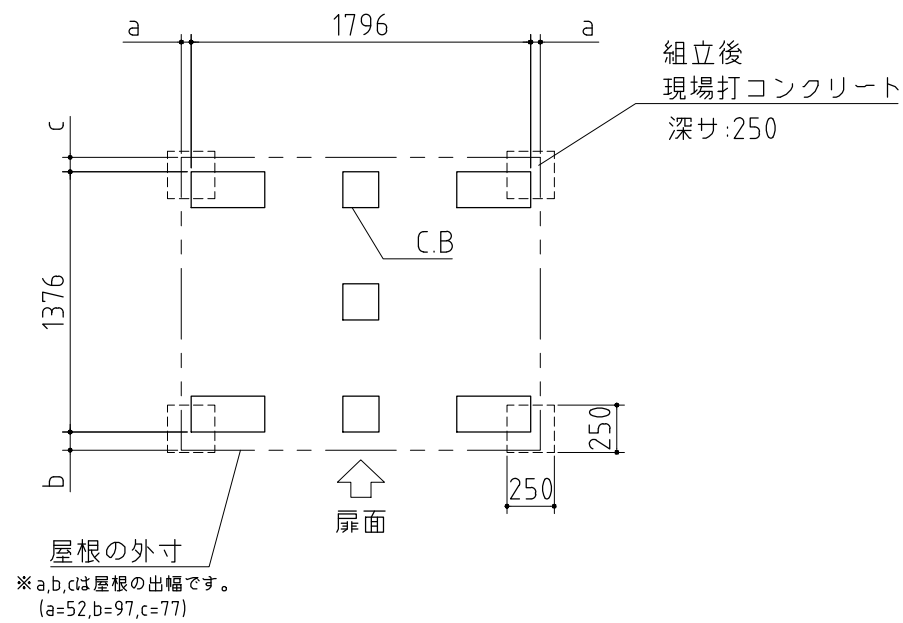 a
1796
a
組立後
現場打コンクリート
深サ:250
c
C.B
1376
250
b
250
扉面
屋根の外寸
※a,b,cは屋根の出幅です。
(a=52,b=97,c=77)